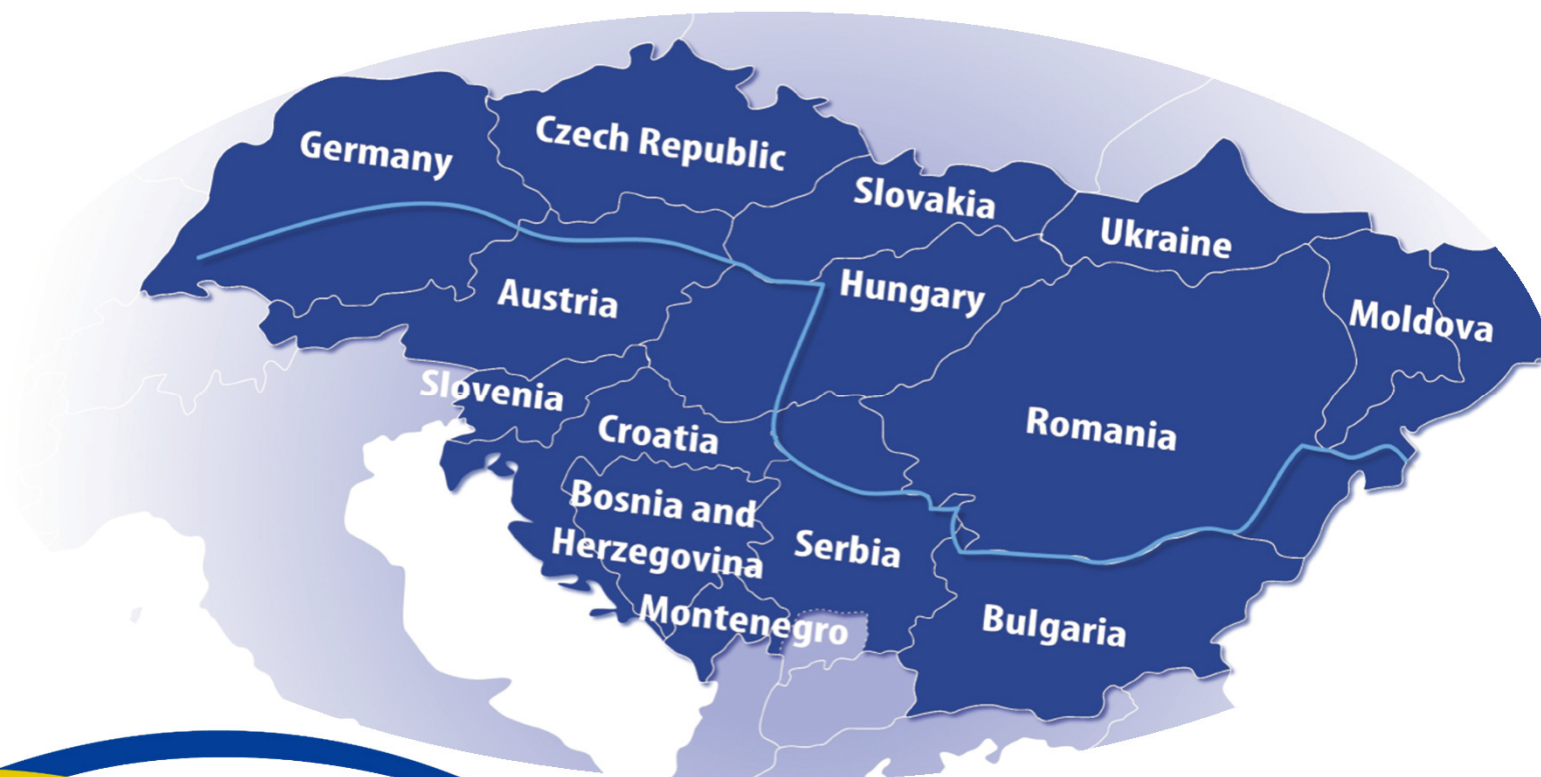 Germany
Czech Republic
Slovakia
Ukraine
Austria
Hungary
Moldova
Slovenia
Croatia
Romania
Bosnia and
Herzegovina
Serbia
Montenegro
Bulgaria